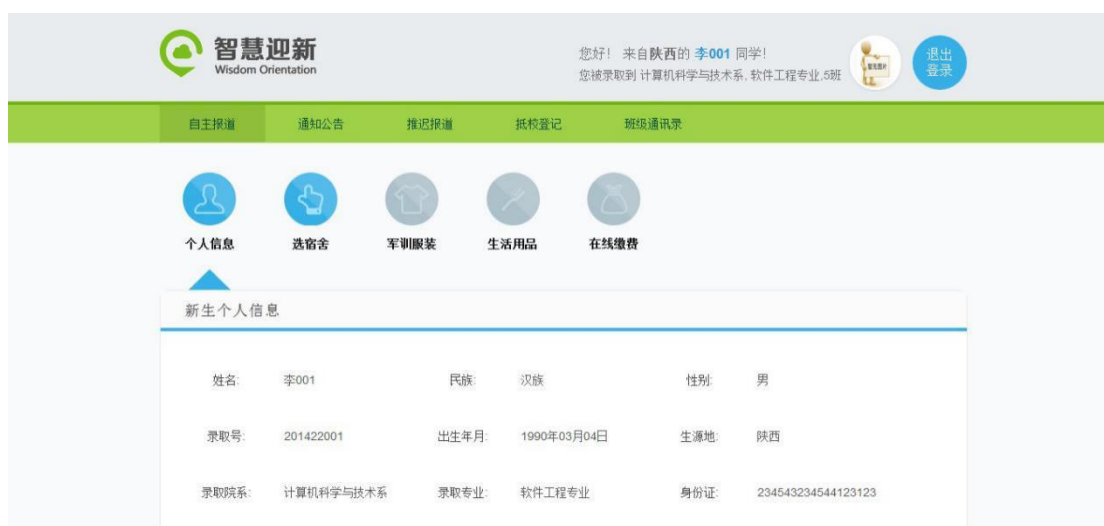 智慧迎新
Wisdom Orientation
您好! 来自陕西的 李001 同学!
您被录取到 计算机科学与技术系, 软件工程专业,5班
暂无图片
退出
登录
自主报道 通知公告 推迟报道 抵校登记 班级通讯录
个人信息 选宿舍 军训服装 生活用品 在线缴费
新生个人信息
姓名: 李001 民族: 汉族 性别: 男
录取号: 201422001 出生年月: 1990年03月04日 生源地: 陕西
录取院系: 计算机科学与技术系 录取专业: 软件工程专业 身份证: 234543234544123123